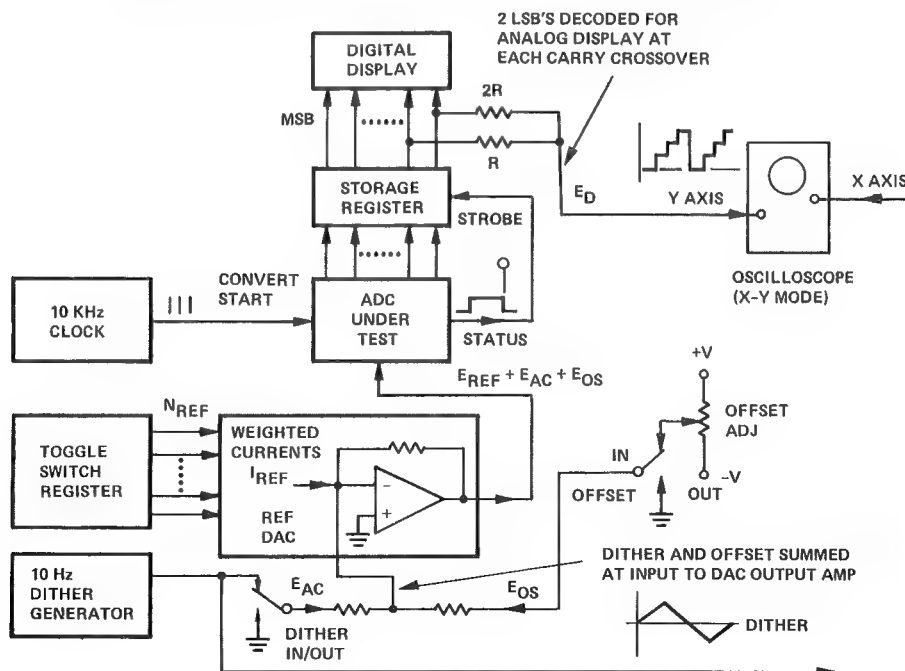 2 LSB'S DECODED FOR
ANALOG DISPLAY AT
EACH CARRY CROSSOVER
DIGITAL
DISPLAY
MSB
2R
R
STORAGE
REGISTER
STROBE
E_D
Y AXIS
X AXIS
OSCILLOSCOPE
(X-Y MODE)
10 KHz
CLOCK
CONVERT
START
ADC
UNDER
TEST
STATUS
E_REF + E_AC + E_OS
+V
OFFSET
ADJ
-V
IN
OUT
OFFSET
N_REF
TOGGLE
SWITCH
REGISTER
WEIGHTED
CURRENTS
I_REF
-
+
REF
DAC
10 Hz
DITHER
GENERATOR
E_AC
DITHER
IN/OUT
E_OS
DITHER AND OFFSET SUMMED
AT INPUT TO DAC OUTPUT AMP
DITHER